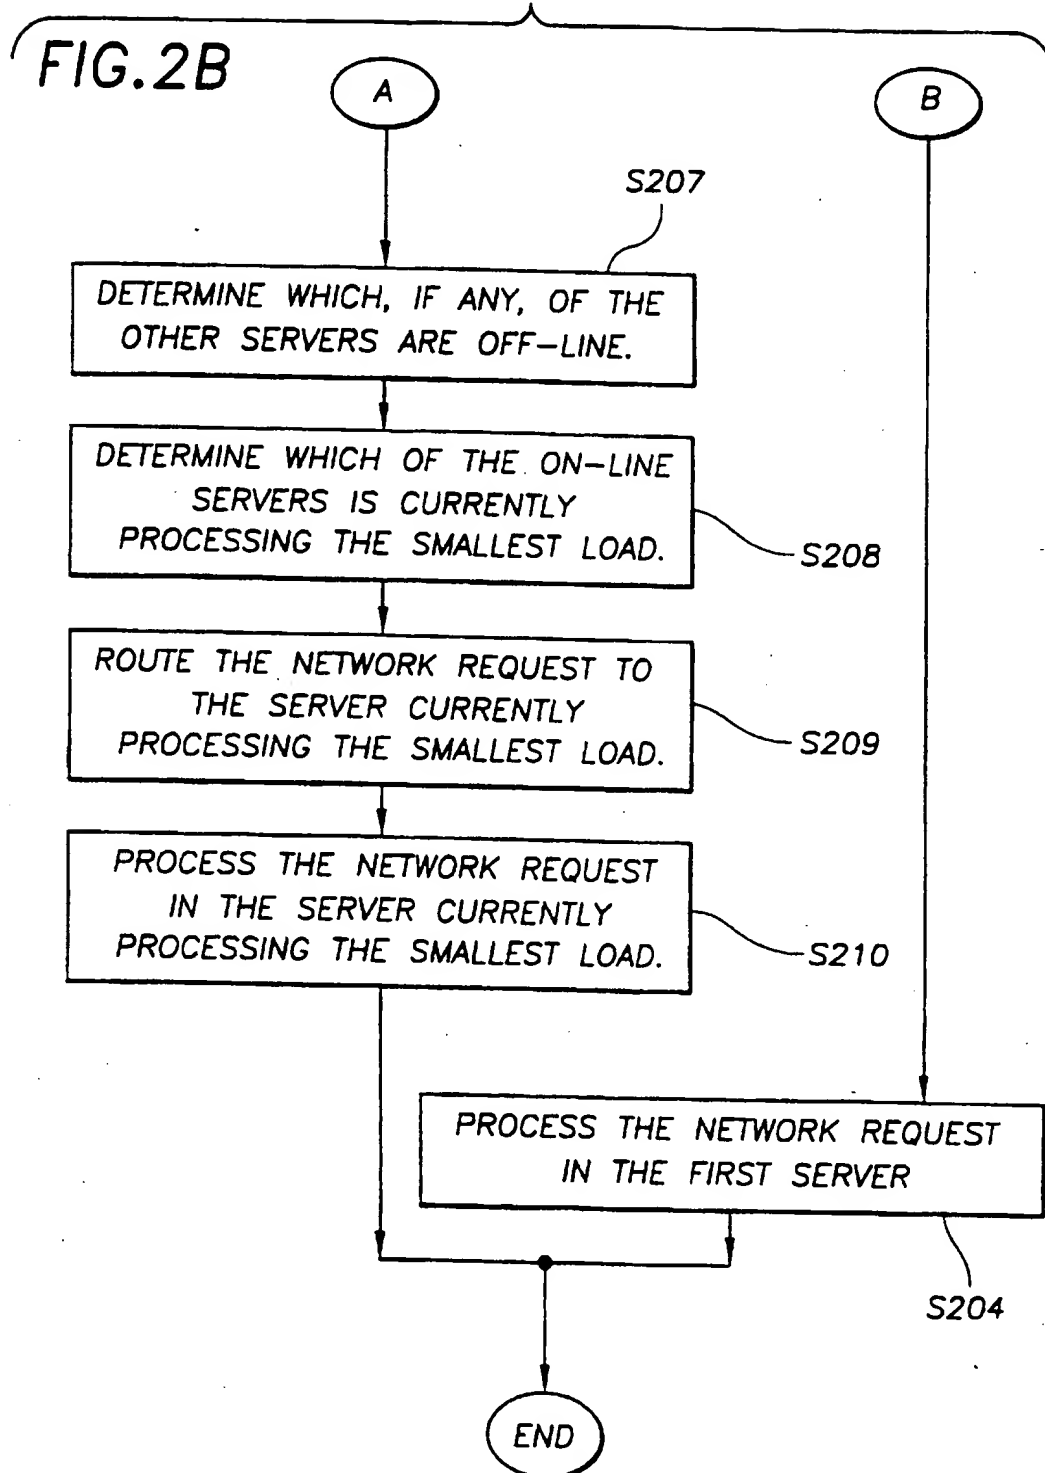 FIG.2B
A
B
S207
DETERMINE WHICH, IF ANY, OF THE
OTHER SERVERS ARE OFF-LINE.
DETERMINE WHICH OF THE ON-LINE
SERVERS IS CURRENTLY
PROCESSING THE SMALLEST LOAD.
S208
ROUTE THE NETWORK REQUEST TO
THE SERVER CURRENTLY
PROCESSING THE SMALLEST LOAD.
S209
PROCESS THE NETWORK REQUEST
IN THE SERVER CURRENTLY
PROCESSING THE SMALLEST LOAD.
S210
PROCESS THE NETWORK REQUEST
IN THE FIRST SERVER
S204
END